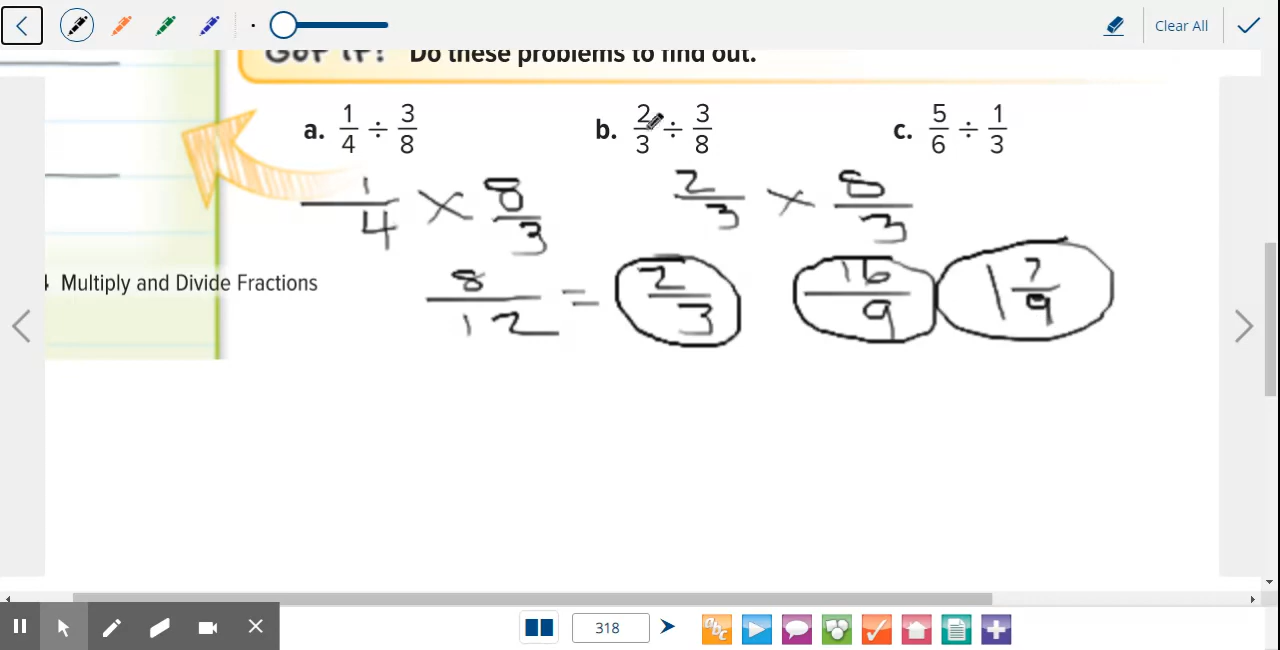 Clear All
GOT IT? Do these problems to find out.
a. 1/4 ÷ 3/8 b. 2/3 ÷ 3/8 c. 5/6 ÷ 1/3
1/4 × 8/3 2/3 × 8/3
4 Multiply and Divide Fractions
8/12 = 2/3 16/9 1 7/9
318
abc